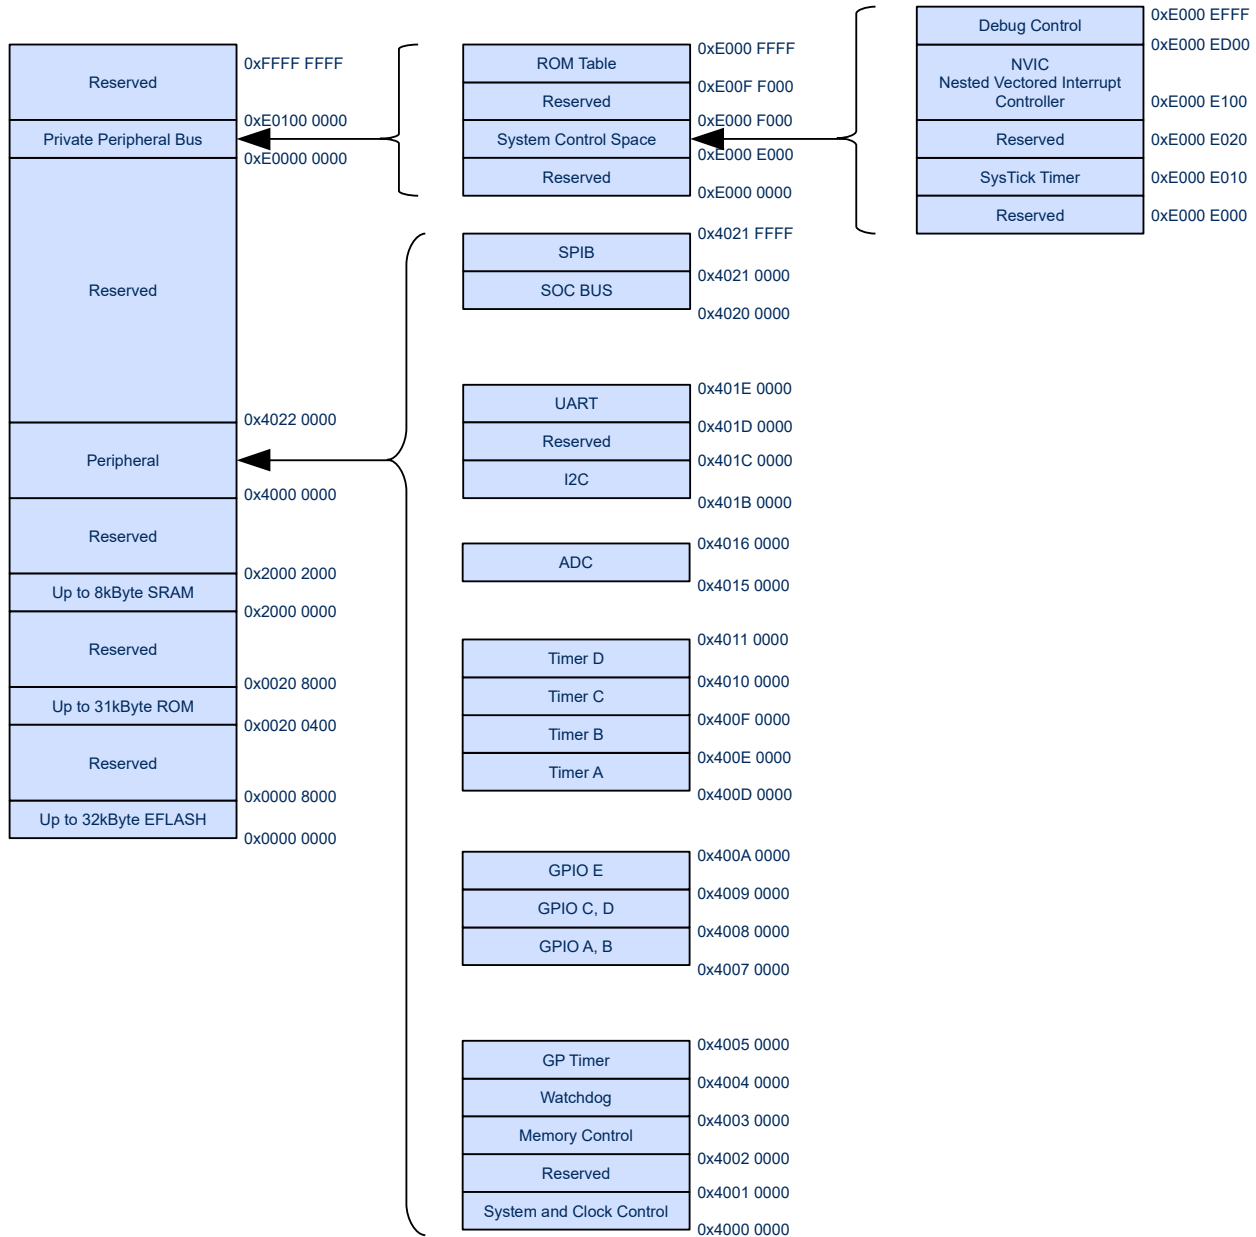 0xFFFF FFFF
Reserved
0xE0100 0000
Private Peripheral Bus
0xE0000 0000
Reserved
0x4022 0000
Peripheral
0x4000 0000
Reserved
0x2000 2000
Up to 8kByte SRAM
0x2000 0000
Reserved
0x0020 8000
Up to 31kByte ROM
0x0020 0400
Reserved
0x0000 8000
Up to 32kByte EFLASH
0x0000 0000
0xE000 FFFF
ROM Table
0xE00F F000
Reserved
0xE000 F000
System Control Space
0xE000 E000
Reserved
0xE000 0000
0x4021 FFFF
SPIB
0x4021 0000
SOC BUS
0x4020 0000
0x401E 0000
UART
0x401D 0000
Reserved
0x401C 0000
I2C
0x401B 0000
0x4016 0000
ADC
0x4015 0000
0x4011 0000
Timer D
0x4010 0000
Timer C
0x400F 0000
Timer B
0x400E 0000
Timer A
0x400D 0000
0x400A 0000
GPIO E
0x4009 0000
GPIO C, D
0x4008 0000
GPIO A, B
0x4007 0000
0x4005 0000
GP Timer
0x4004 0000
Watchdog
0x4003 0000
Memory Control
0x4002 0000
Reserved
0x4001 0000
System and Clock Control
0x4000 0000
0xE000 EFFF
Debug Control
0xE000 ED00
NVIC
Nested Vectored Interrupt
Controller
0xE000 E100
Reserved
0xE000 E020
SysTick Timer
0xE000 E010
Reserved
0xE000 E000